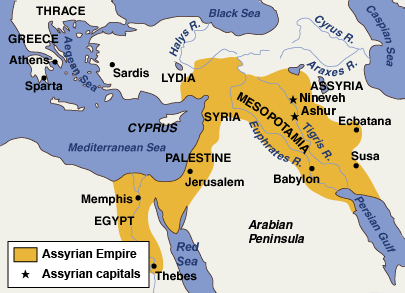 THRACE
Black Sea
Caspian Sea
GREECE
Aegean Sea
Halys R.
Cyrus R.
Athens
Sardis
Araxes R.
Sparta
LYDIA
ASSYRIA
Nineveh
Ashur
MESOPOTAMIA
CYPRUS
SYRIA
Tigris R.
Ecbatana
Mediterranean Sea
Euphrates R.
PALESTINE
Susa
Jerusalem
Babylon
Memphis
Persian Gulf
EGYPT
Arabian
Peninsula
Red
Sea
Assyrian Empire
Assyrian capitals
Thebes